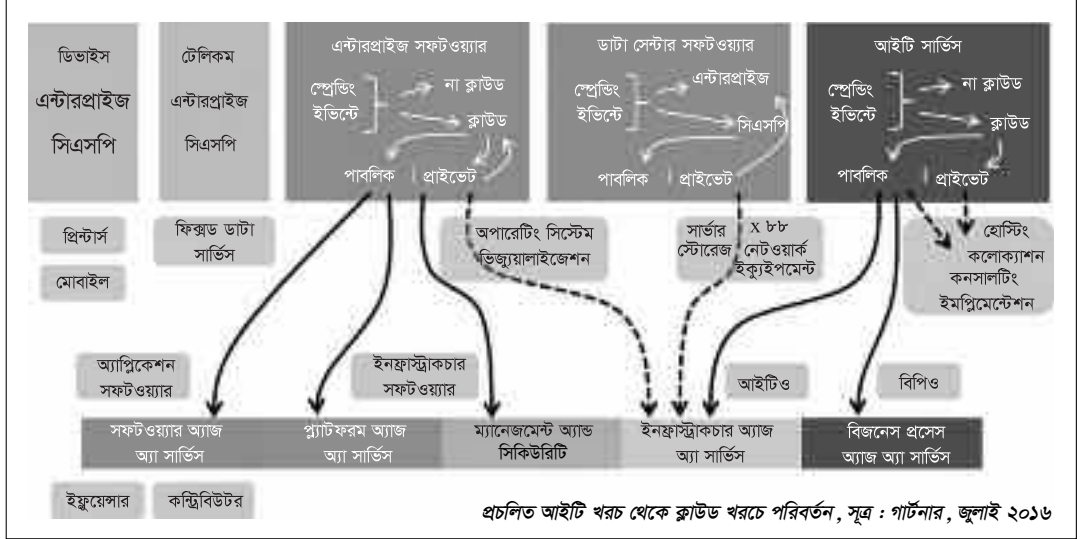 ডিভাইস
এন্টারপ্রাইজ
সিএসপি
টেলিকম
এন্টারপ্রাইজ
সিএসপি
এন্টারপ্রাইজ সফটওয়্যার
স্প্রেন্ডিং
ইভিন্টে
না ক্লাউড
ক্লাউড
পাবলিক
প্রাইভেট
ডাটা সেন্টার সফটওয়্যার
স্প্রেন্ডিং
ইভিন্টে
এন্টারপ্রাইজ
সিএসপি
পাবলিক
প্রাইভেট
আইটি সার্ভিস
স্প্রেন্ডিং
ইভিন্টে
না ক্লাউড
ক্লাউড
পাবলিক
প্রাইভেট
প্রিন্টার্স
মোবাইল
ফিক্সড ডাটা
সার্ভিস
অপারেটিং সিস্টেম
ভিজ্যুয়ালাইজেশন
সার্ভার
স্টোরেজ
X ৮৮
নেটওয়ার্ক
ইক্যুইপমেন্ট
হোস্টিং
কলোক্যাশন
কনসালটিং
ইমপ্লিমেন্টেশন
অ্যাপ্লিকেশন
সফটওয়্যার
ইনফ্রাস্ট্রাকচার
সফটওয়্যার
আইটিও
বিপিও
সফটওয়্যার অ্যাজ
অ্যা সার্ভিস
প্ল্যাটফরম অ্যাজ
অ্যা সার্ভিস
ম্যানেজমেন্ট অ্যান্ড
সিকিউরিটি
ইনফ্রাস্ট্রাকচার অ্যাজ
অ্যা সার্ভিস
বিজনেস প্রসেস
অ্যাজ অ্যা সার্ভিস
ইফ্লুয়েন্সার
কন্ট্রিবিউটর
প্রচলিত আইটি খরচ থেকে ক্লাউড খরচে পরিবর্তন, সূত্র : গার্টনার, জুলাই ২০১৬